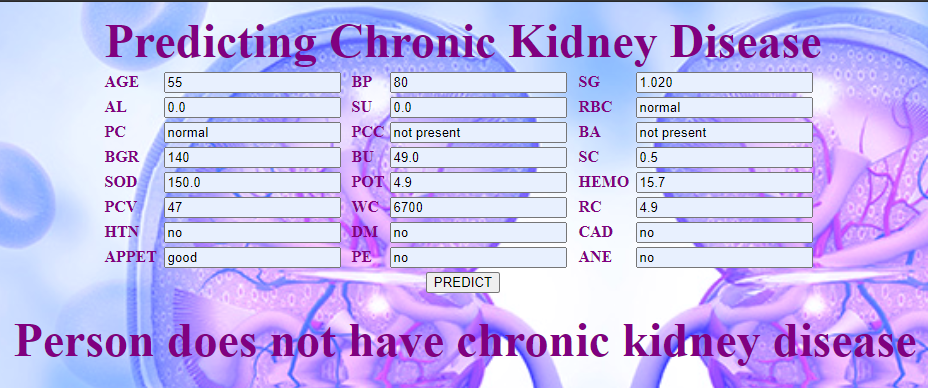 Predicting Chronic Kidney Disease
AGE 55 BP 80 SG 1.020
AL 0.0 SU 0.0 RBC normal
PC normal PCC not present BA not present
BGR 140 BU 49.0 SC 0.5
SOD 150.0 POT 4.9 HEMO 15.7
PCV 47 WC 6700 RC 4.9
HTN no DM no CAD no
APPET good PE no ANE no
PREDICT
Person does not have chronic kidney disease